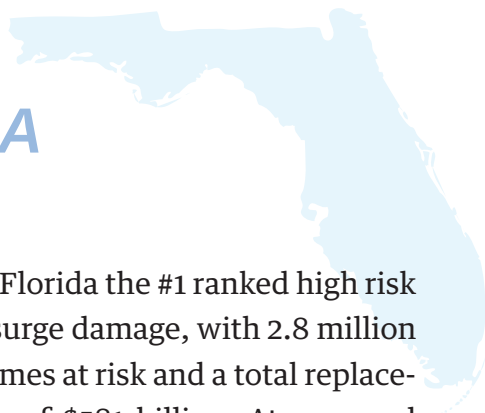 A
Florida the #1 ranked high risk
surge damage, with 2.8 million
mes at risk and a total replace-